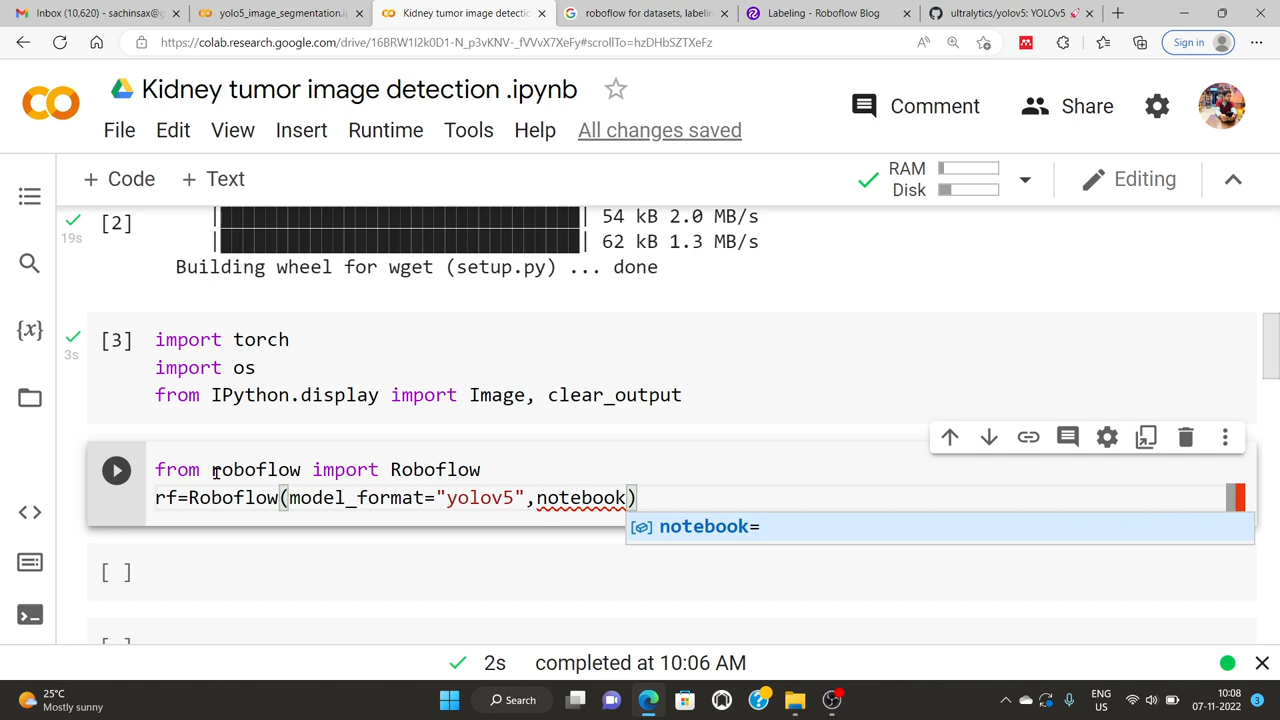 Inbox (10,620) - sachinsax@gm
yolo5_image_segmentation.ipynb
Kidney tumor image detection
roboflow for datasets, labeling
Labeling - Roboflow Blog
ultralytics/yolov5: YOLOv5
https://colab.research.google.com/drive/16BRW1I2k0D1-N_p3vKNV-_fVVvX7XeFy#scrollTo=hzDHbSZTXeFz
Sign in
Kidney tumor image detection .ipynb
Comment
Share
File Edit View Insert Runtime Tools Help All changes saved
+ Code + Text
RAM
Disk
Editing
[2]
19s
54 kB 2.0 MB/s
62 kB 1.3 MB/s
Building wheel for wget (setup.py) ... done
{x}
[3]
3s
import torch
import os
from IPython.display import Image, clear_output
from roboflow import Roboflow
rf=Roboflow(model_format="yolov5",notebook)
notebook=
[ ]
[ ]
2s completed at 10:06 AM
25°C
Mostly sunny
Search
ENG
US
10:08
07-11-2022
3